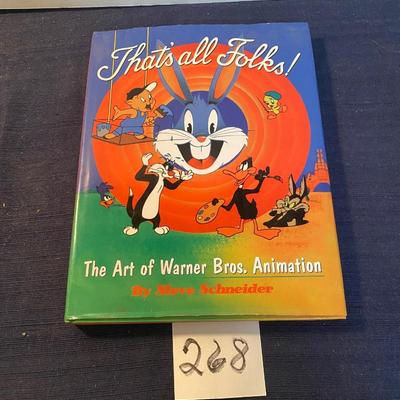 That's all Folks!
The Art of Warner Bros. Animation
By Steve Schneider
268